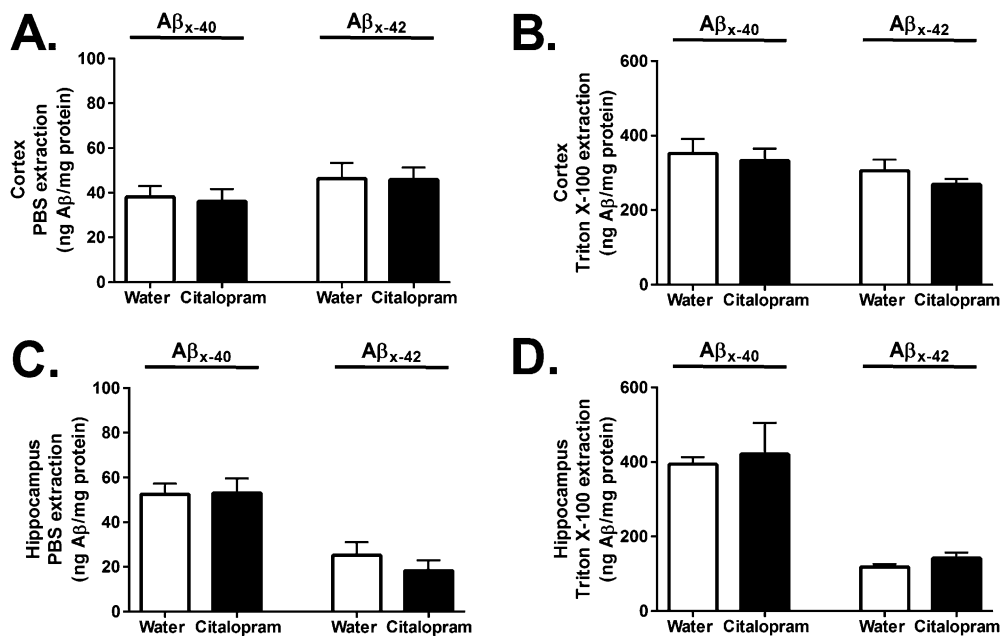 A.
Aβx-40
Aβx-42
Cortex
PBS extraction
(ng Aβ/mg protein)
100
80
60
40
20
0
Water
Citalopram
Water
Citalopram
B.
Aβx-40
Aβx-42
Cortex
Triton X-100 extraction
(ng Aβ/mg protein)
600
400
200
0
Water
Citalopram
Water
Citalopram
C.
Aβx-40
Aβx-42
Hippocampus
PBS extraction
(ng Aβ/mg protein)
100
80
60
40
20
0
Water
Citalopram
Water
Citalopram
D.
Aβx-40
Aβx-42
Hippocampus
Triton X-100 extraction
(ng Aβ/mg protein)
600
400
200
0
Water
Citalopram
Water
Citalopram